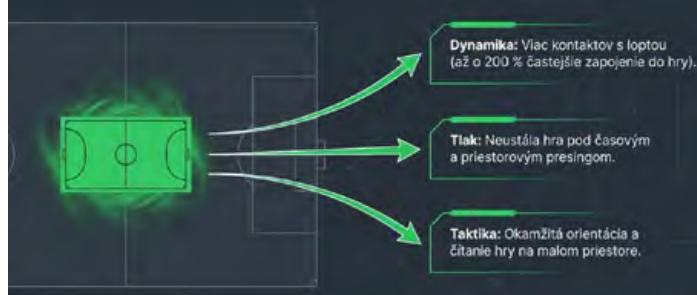 Dynamika: Viac kontaktov s loptou
(až o 200 % častejšie zapojenie do hry).
Tlak: Neustála hra pod časovým
a priestorovým presingom.
Taktika: Okamžitá orientácia a
čítanie hry na malom priestore.